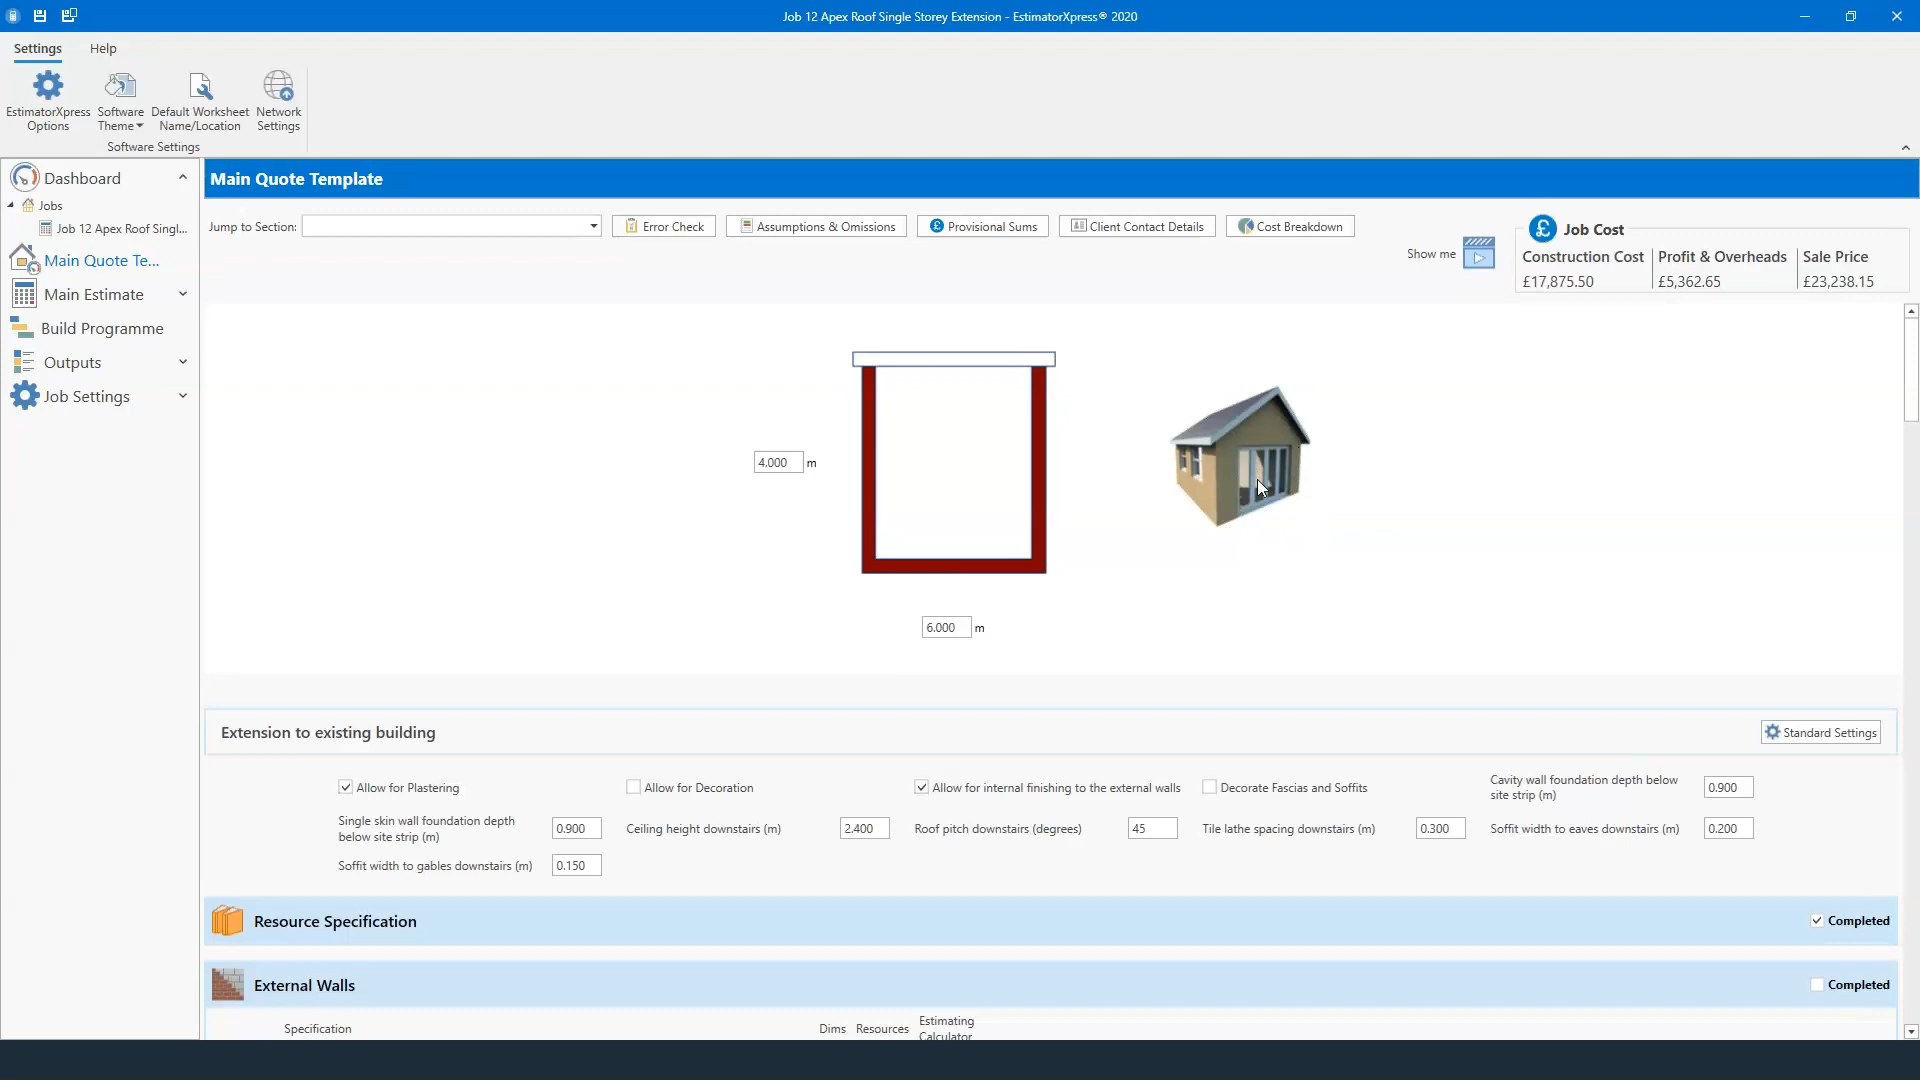 Job 12 Apex Roof Single Storey Extension - EstimatorXpress® 2020
Settings
Help
EstimatorXpress Options
Software Theme
Default Worksheet Name/Location
Network Settings
Software Settings
Dashboard
Jobs
Job 12 Apex Roof Singl...
Main Quote Te...
Main Estimate
Build Programme
Outputs
Job Settings
Main Quote Template
Jump to Section:
Error Check
Assumptions & Omissions
£ Provisional Sums
Client Contact Details
Cost Breakdown
Show me
£ Job Cost
Construction Cost
Profit & Overheads
Sale Price
£17,875.50
£5,362.65
£23,238.15
4.000 m
6.000 m
Extension to existing building
Standard Settings
Allow for Plastering
Allow for Decoration
Allow for internal finishing to the external walls
Decorate Fascias and Soffits
Cavity wall foundation depth below
site strip (m)
0.900
Single skin wall foundation depth
below site strip (m)
0.900
Ceiling height downstairs (m)
2.400
Roof pitch downstairs (degrees)
45
Tile lathe spacing downstairs (m)
0.300
Soffit width to eaves downstairs (m)
0.200
Soffit width to gables downstairs (m)
0.150
Resource Specification
Completed
External Walls
Completed
Specification
Dims
Resources
Estimating
Calculator